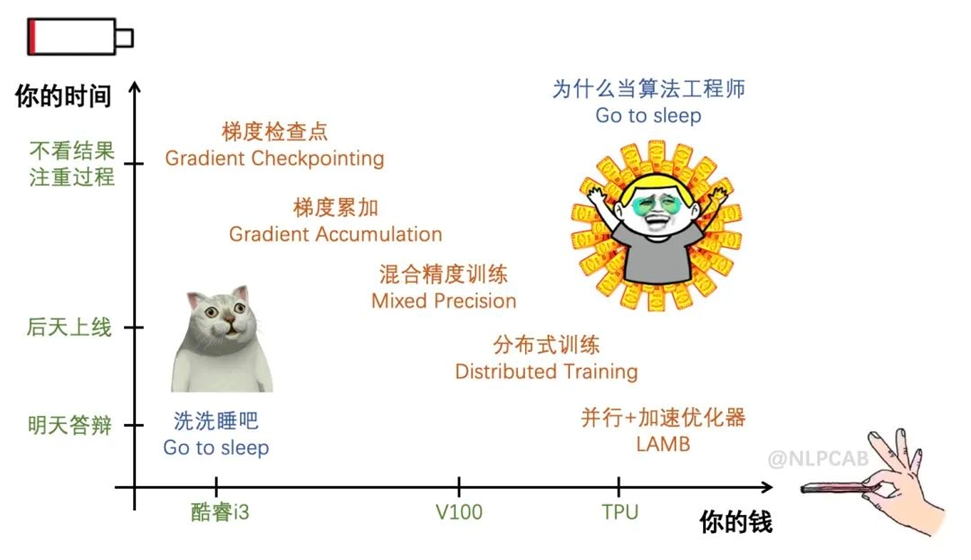 你的时间
为什么当算法工程师
Go to sleep
梯度检查点
Gradient Checkpointing
不看结果
注重过程
梯度累加
Gradient Accumulation
混合精度训练
Mixed Precision
后天上线
分布式训练
Distributed Training
明天答辩
洗洗睡吧
Go to sleep
并行+加速优化器
LAMB
@NLPCAB
酷睿i3
V100
TPU
你的钱